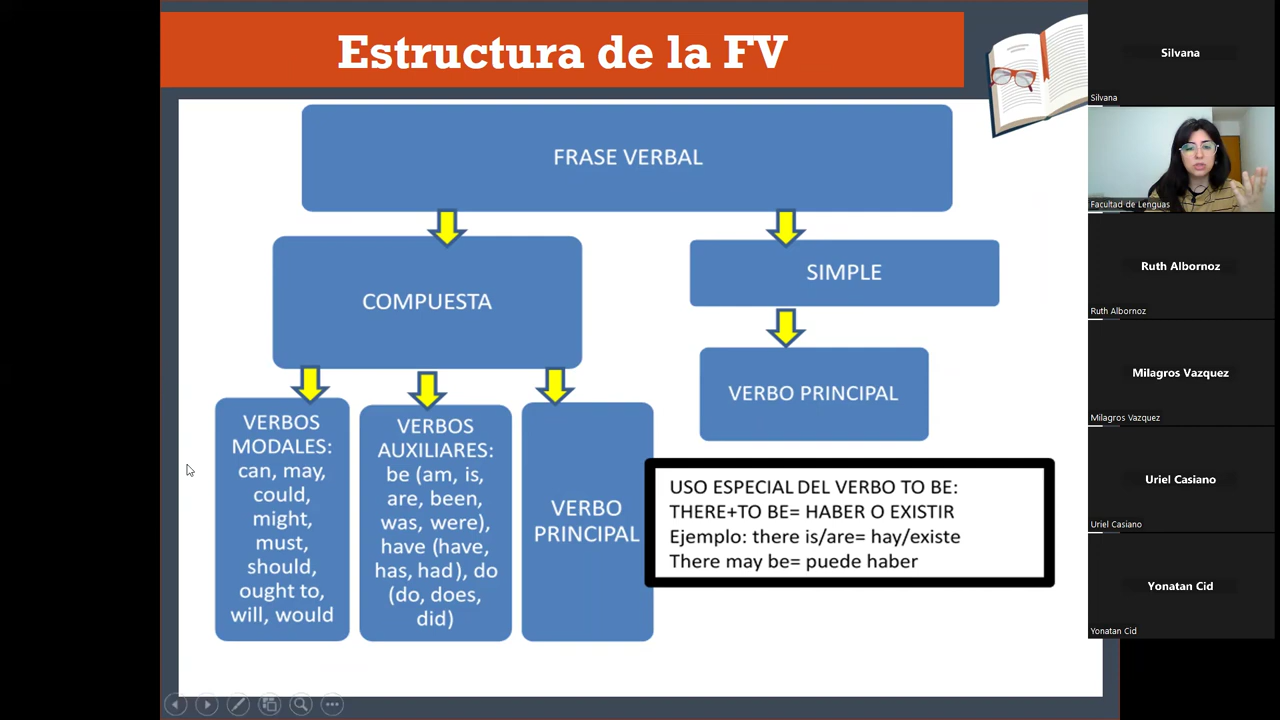 Estructura de la FV
FRASE VERBAL
COMPUESTA
SIMPLE
VERBOS
MODALES:
can, may,
could,
might,
must,
should,
ought to,
will, would
VERBOS
AUXILIARES:
be (am, is,
are, been,
was, were),
have (have,
has, had), do
(do, does,
did)
VERBO
PRINCIPAL
VERBO PRINCIPAL
USO ESPECIAL DEL VERBO TO BE:
THERE+TO BE= HABER O EXISTIR
Ejemplo: there is/are= hay/existe
There may be= puede haber
Silvana
Silvana
Facultad de Lenguas
Ruth Albornoz
Ruth Albornoz
Milagros Vazquez
Milagros Vazquez
Uriel Casiano
Uriel Casiano
Yonatan Cid
Yonatan Cid